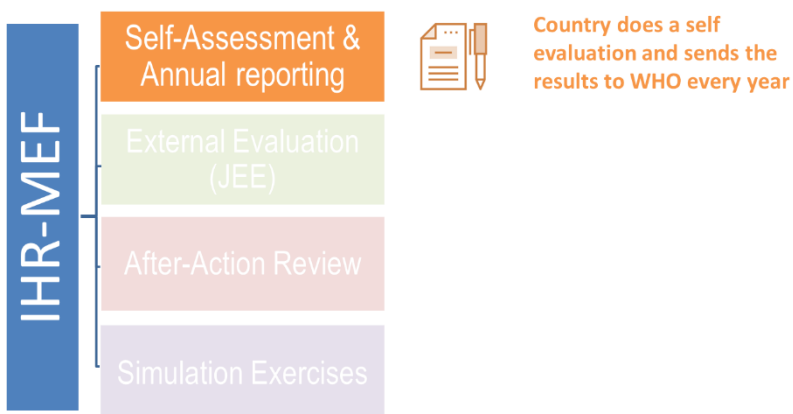 IHR-MEF
Self-Assessment &
Annual reporting
External Evaluation
(JEE)
After-Action Review
Simulation Exercises
Country does a self
evaluation and sends the
results to WHO every year